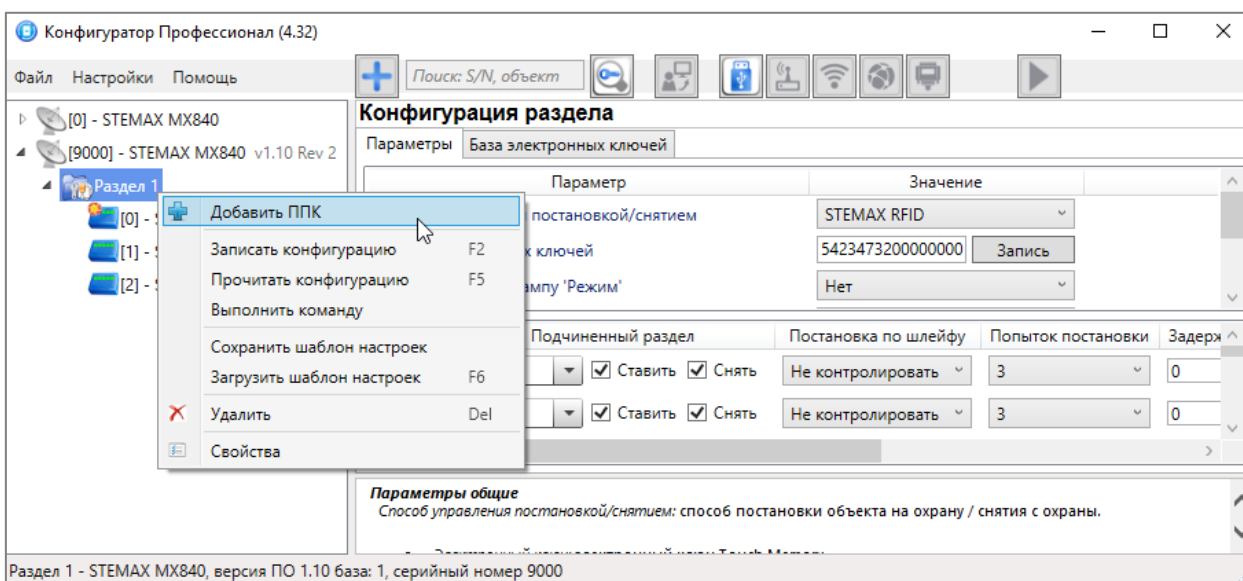 Конфигуратор Профессионал (4.32)
Файл Настройки Помощь
Поиск: S/N, объект
[0] - STEMAX MX840
[9000] - STEMAX MX840 v1.10 Rev 2
Раздел 1
[0] -
[1] -
[2] -
Добавить ППК
Записать конфигурацию F2
Прочитать конфигурацию F5
Выполнить команду
Сохранить шаблон настроек
Загрузить шаблон настроек F6
Удалить Del
Свойства
Конфигурация раздела
Параметры База электронных ключей
Параметр Значение
постановкой/снятием STEMAX RFID
ключей 5423473200000000 Запись
лампу 'Режим' Нет
Подчиненный раздел Постановка по шлейфу Попыток постановки Задерж
Ставить Снять Не контролировать 3 0
Ставить Снять Не контролировать 3 0
Параметры общие
Способ управления постановкой/снятием: способ постановки объекта на охрану / снятия с охраны.
Раздел 1 - STEMAX MX840, версия ПО 1.10 база: 1, серийный номер 9000